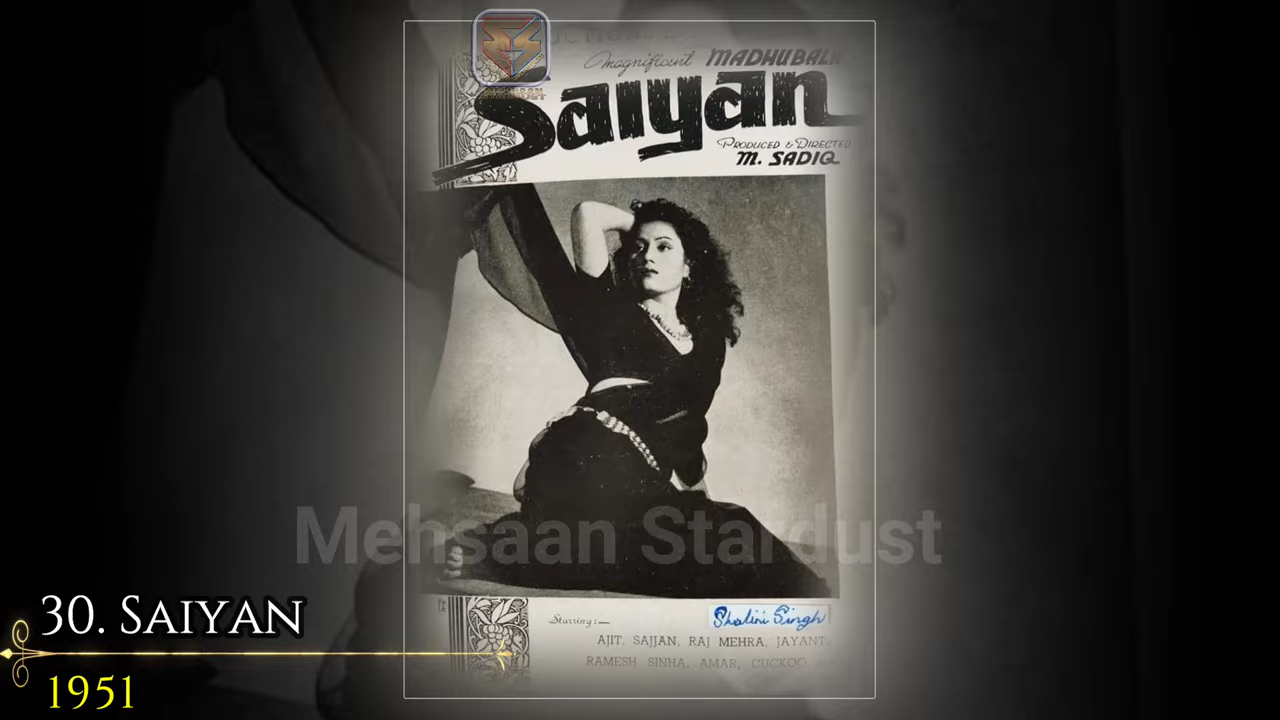 magnificent MADHUBALA
Saiyan
PRODUCED & DIRECTED
M. SADIQ
Mehsaan Stardust
30. SAIYAN
1951
Starring:—
Shalini Singh
AJIT, SAJJAN, RAJ MEHRA, JAYANT,
RAMESH SINHA, AMAR, CUCKOO